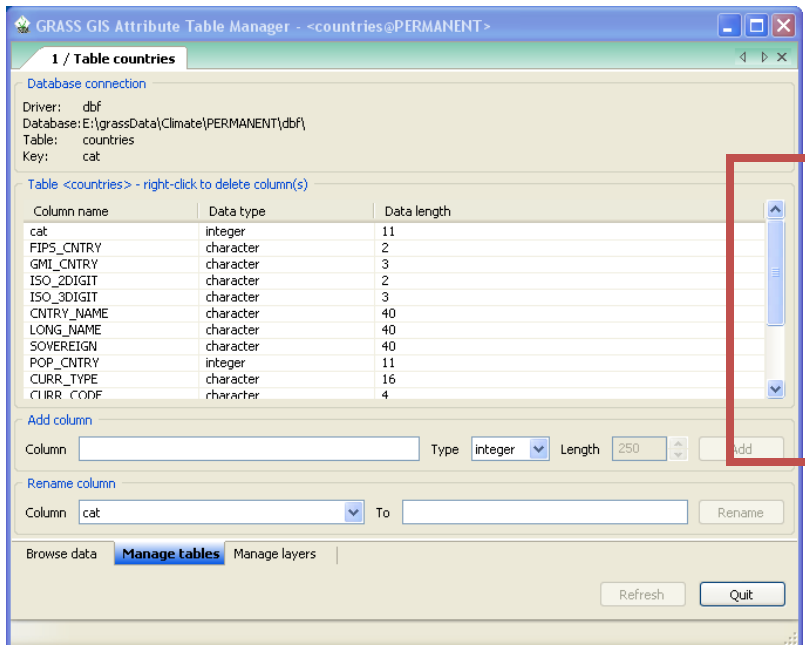 GRASS GIS Attribute Table Manager - <countries@PERMANENT>
1 / Table countries
Database connection
Driver: dbf
Database: E:\grassData\Climate\PERMANENT\dbf\
Table: countries
Key: cat
Table <countries> - right-click to delete column(s)
Column name Data type Data length
cat integer 11
FIPS_CNTRY character 2
GMI_CNTRY character 3
ISO_2DIGIT character 2
ISO_3DIGIT character 3
CNTRY_NAME character 40
LONG_NAME character 40
SOVEREIGN character 40
POP_CNTRY integer 11
CURR_TYPE character 16
CURR_CODE character 4
Add column
Column Type integer Length 250 Add
Rename column
Column cat To Rename
Browse data Manage tables Manage layers
Refresh Quit